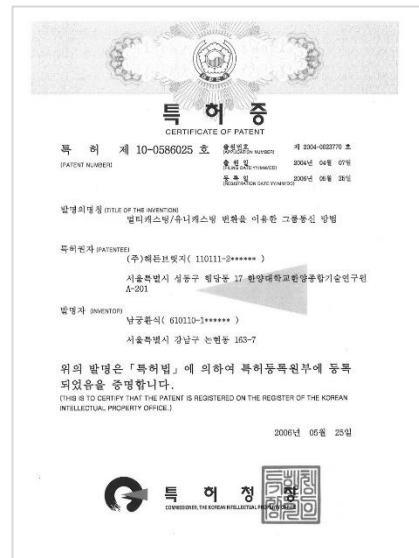 특허증
CERTIFICATE OF PATENT
특 허 제 10-0586025 호
(PATENT NUMBER)
출원번호 제 2004-0023770 호
(APPLICATION NUMBER)
출원일 2004년 04월 07일
(FILING DATE:YY/MM/DD)
등록일 2006년 05월 25일
(REGISTRATION DATE:YY/MM/DD)
발명의명칭 (TITLE OF THE INVENTION)
멀티캐스팅/유니캐스팅 변환을 이용한 그룹통신 방법
특허권자 (PATENTEE)
(주)해든브릿지( 110111-2****** )
서울특별시 성동구 행당동 17 한양대학교한양종합기술연구원
A-201
발명자 (INVENTOR)
남궁환식( 610110-1****** )
서울특별시 강남구 논현동 163-7
위의 발명은 「특허법」에 의하여 특허등록원부에 등록
되었음을 증명합니다.
(THIS IS TO CERTIFY THAT THE PATENT IS REGISTERED ON THE REGISTER OF THE KOREAN
INTELLECTUAL PROPERTY OFFICE.)
2006년 05월 25일
특허청장
COMMISSIONER, THE KOREAN INTELLECTUAL PROPERTY OFFICE